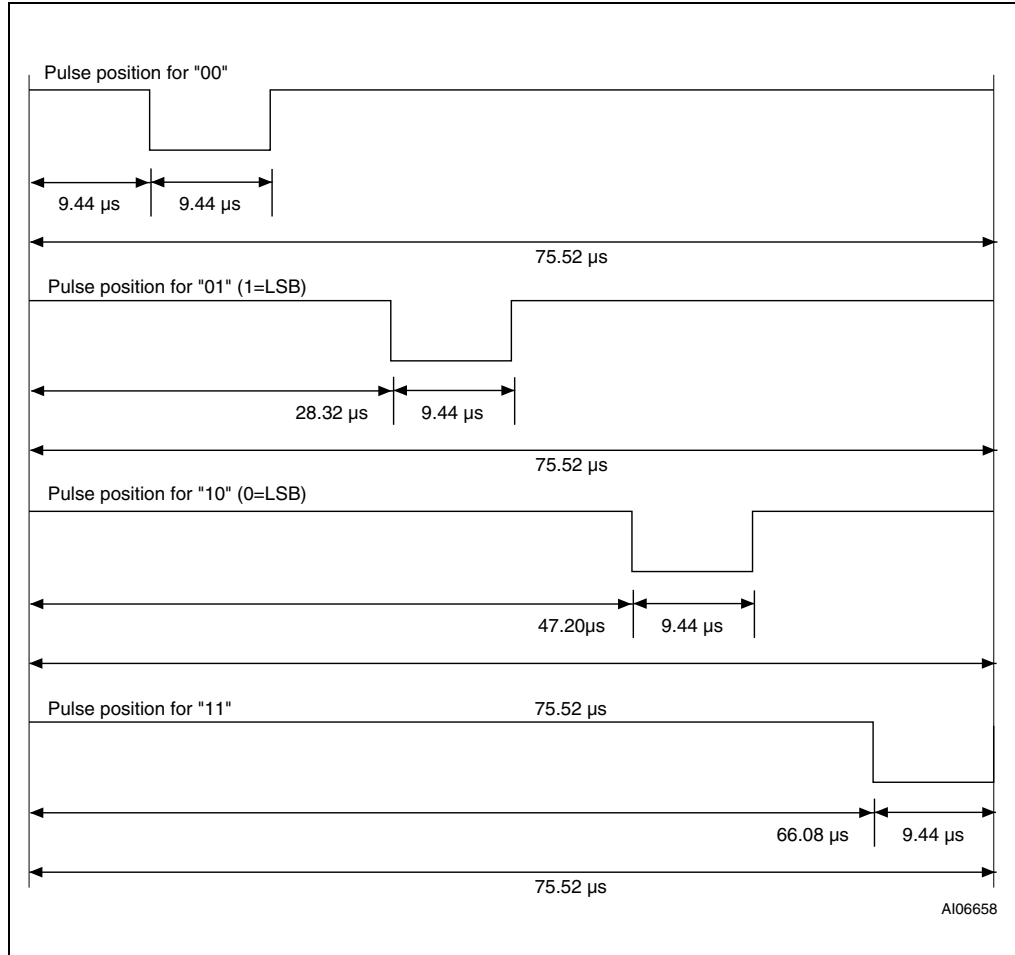 Pulse position for "00"
9.44 µs 9.44 µs
75.52 µs
Pulse position for "01" (1=LSB)
28.32 µs 9.44 µs
75.52 µs
Pulse position for "10" (0=LSB)
47.20µs 9.44 µs
Pulse position for "11" 75.52 µs
66.08 µs 9.44 µs
75.52 µs
AI06658